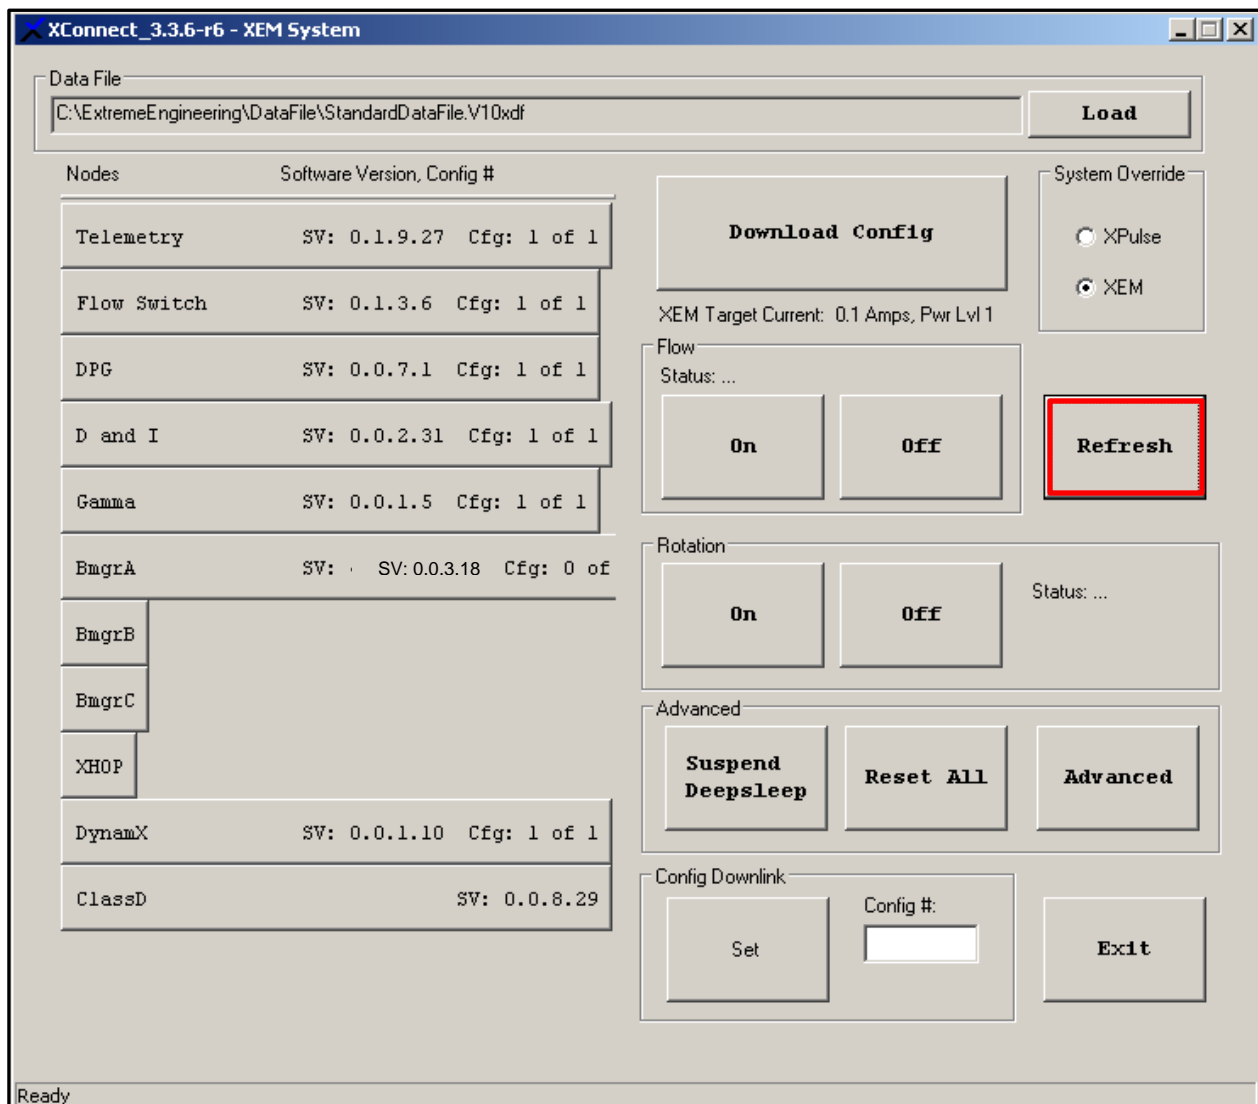 XConnect_3.3.6-r6 - XEM System
Data File
C:\ExtremeEngineering\DataFile\StandardDataFile.V10xdf
Load
Nodes Software Version, Config #
Telemetry SV: 0.1.9.27 Cfg: 1 of 1
Flow Switch SV: 0.1.3.6 Cfg: 1 of 1
DPG SV: 0.0.7.1 Cfg: 1 of 1
D and I SV: 0.0.2.31 Cfg: 1 of 1
Gamma SV: 0.0.1.5 Cfg: 1 of 1
BmgrA SV: SV: 0.0.3.18 Cfg: 0 of
BmgrB
BmgrC
XHOP
DynamX SV: 0.0.1.10 Cfg: 1 of 1
ClassD SV: 0.0.8.29
Download Config
System Override
XPulse
XEM
XEM Target Current: 0.1 Amps, Pwr Lvl 1
Flow
Status: ...
On Off
Refresh
Rotation
On Off
Status: ...
Advanced
Suspend
Deepsleep
Reset All
Advanced
Config Downlink
Set
Config #:
Exit
Ready